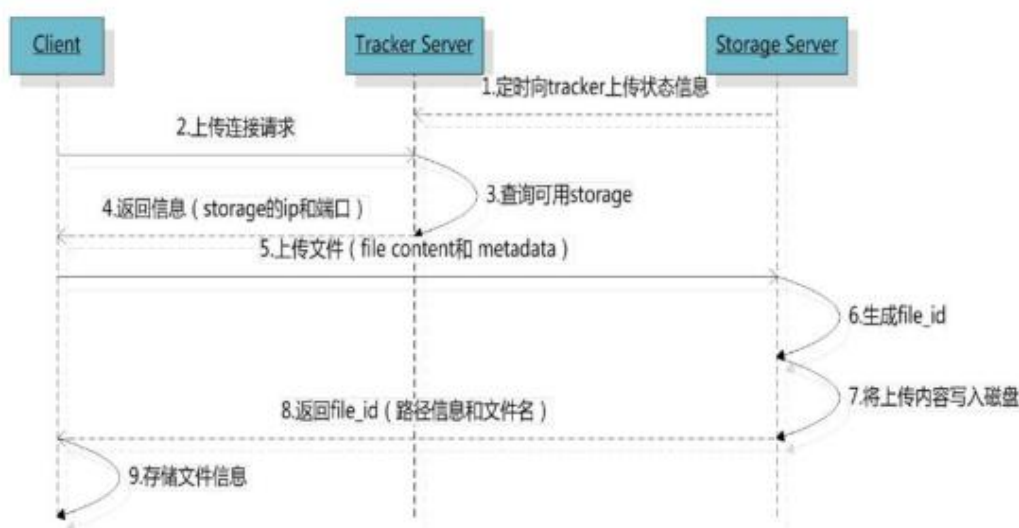 Client
Tracker Server
Storage Server
1.定时向tracker上传状态信息
2.上传连接请求
3.查询可用storage
4.返回信息（storage的ip和端口）
5.上传文件（file content和 metadata）
6.生成file_id
7.将上传内容写入磁盘
8.返回file_id（路径信息和文件名）
9.存储文件信息